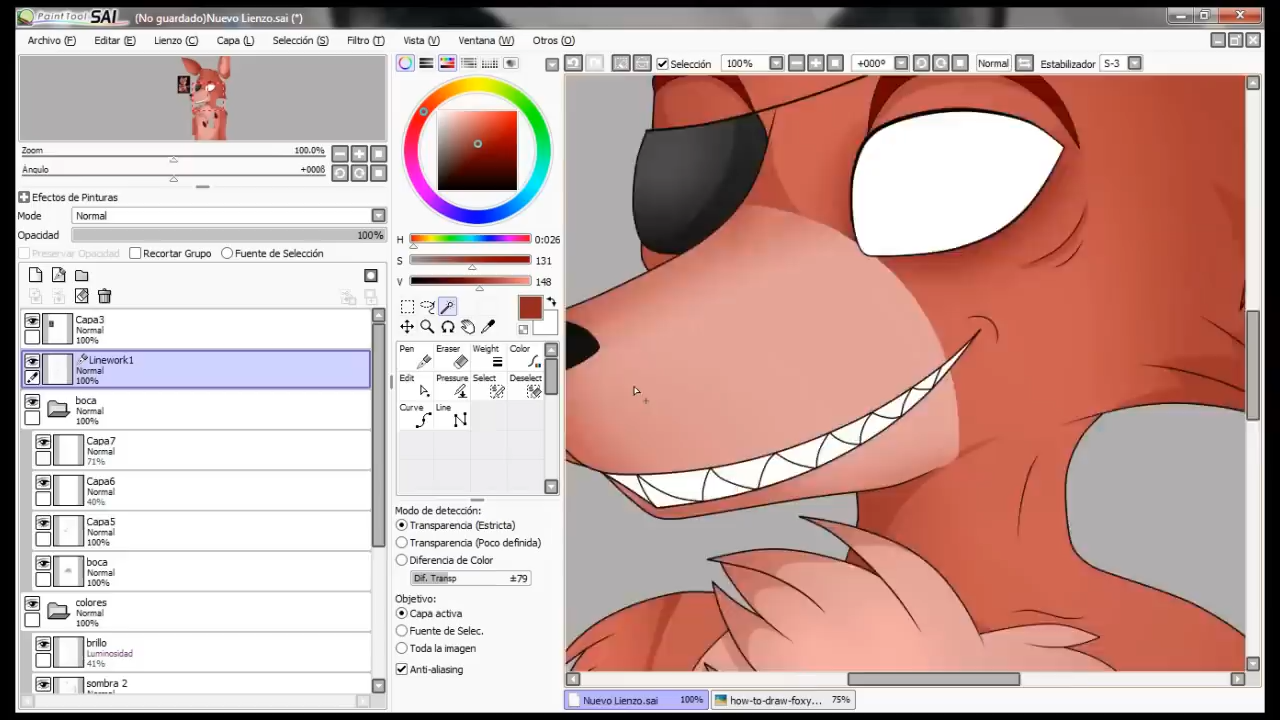 PaintTool SAI (No guardado)Nuevo Lienzo.sai (*)
Archivo (F) Editar (E) Lienzo (C) Capa (L) Selección (S) Filtro (T) Vista (V) Ventana (W) Otros (O)
Selección 100% +000º Normal Estabilizador S-3
Zoom 100.0%
Ángulo +000δ
Efectos de Pinturas
Mode Normal
Opacidad 100%
Preservar Opacidad Recortar Grupo Fuente de Selección
Capa3
Normal
100%
Linework1
Normal
100%
boca
Normal
100%
Capa7
Normal
71%
Capa6
Normal
40%
Capa5
Normal
100%
boca
Normal
100%
colores
Normal
100%
brillo
Luminosidad
41%
sombra 2
Normal
H 0:026
S 131
V 148
Pen Eraser Weight Color
Edit Pressure Select Deselect
Curve Line
Modo de detección:
Transparencia (Estricta)
Transparencia (Poco definida)
Diferencia de Color
Dif. Transp ±79
Objetivo:
Capa activa
Fuente de Selec.
Toda la imagen
Anti-aliasing
Nuevo Lienzo.sai 100% how-to-draw-foxy... 75%